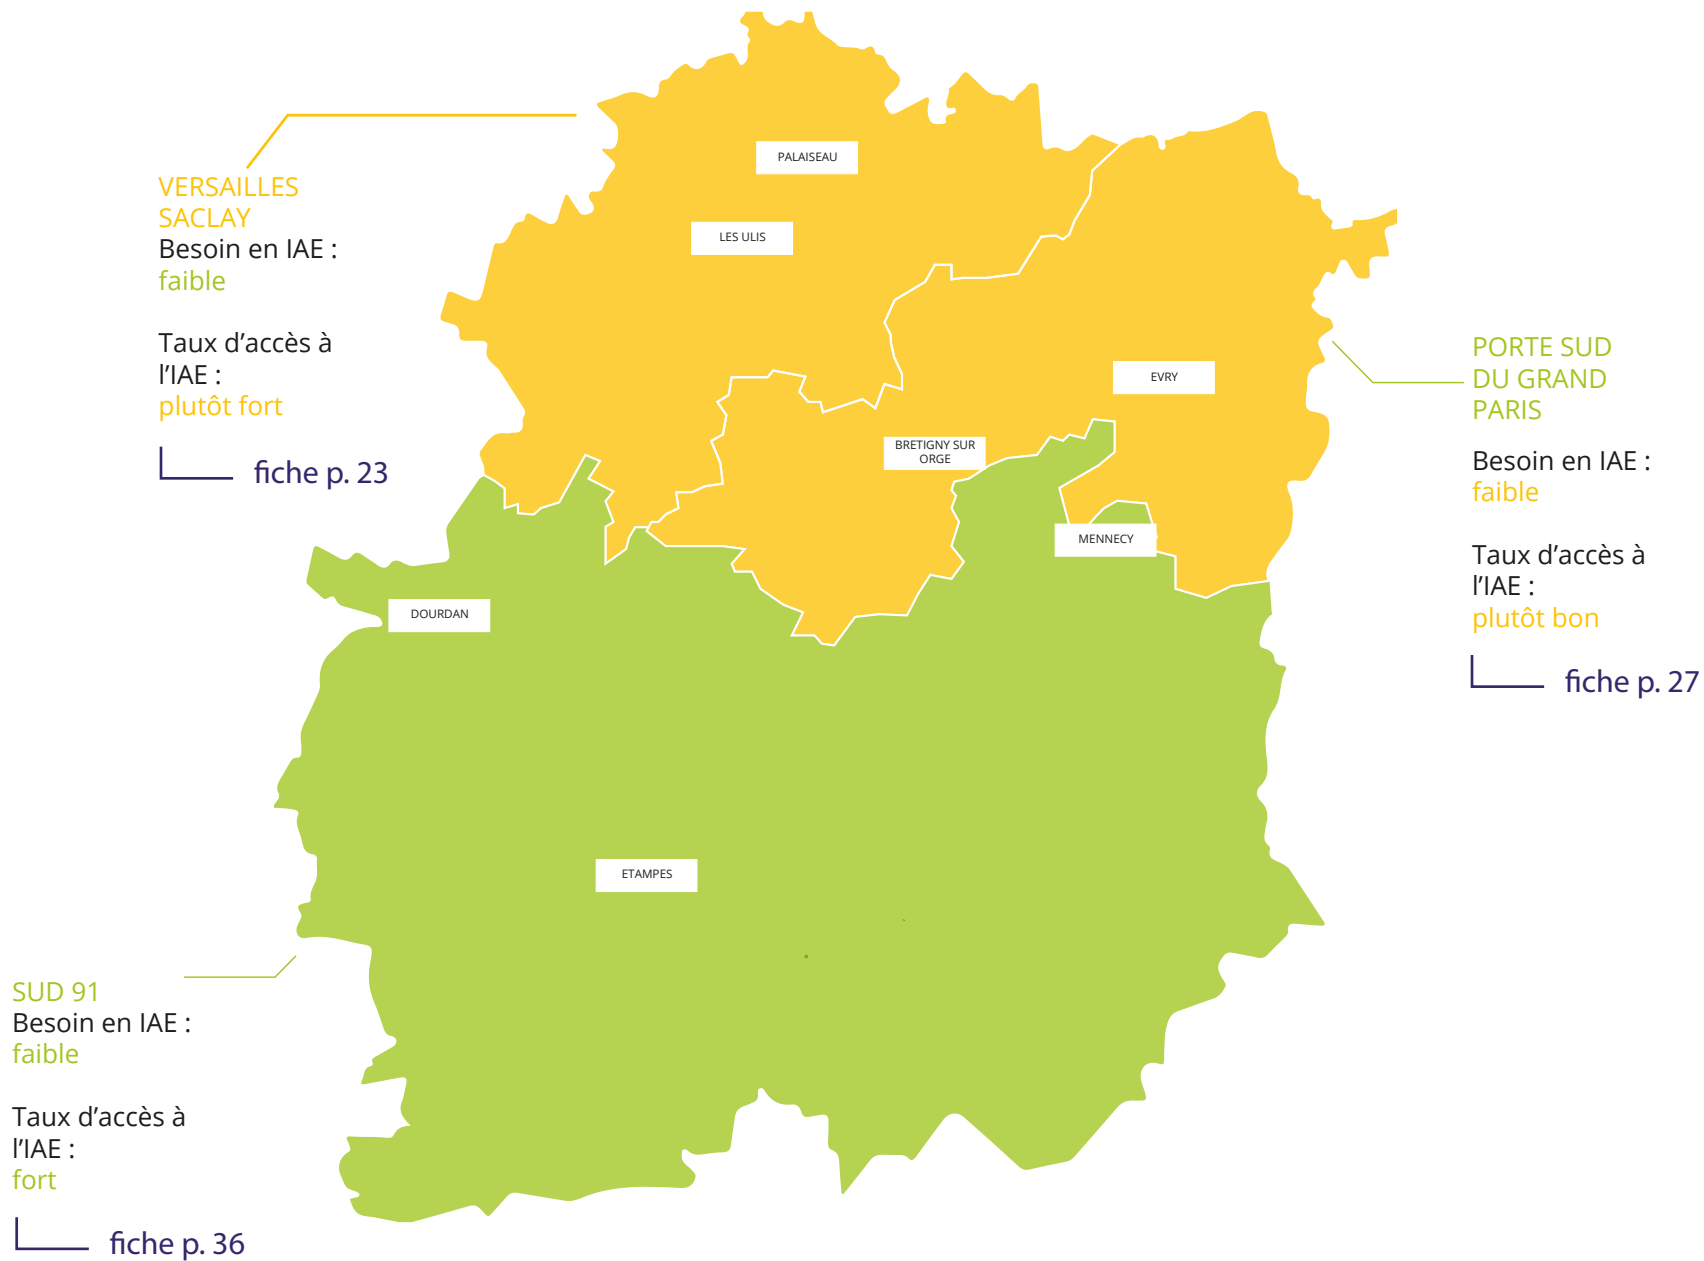 PALAISEAU
LES ULIS
VERSAILLES
SACLAY
Besoin en IAE :
faible
Taux d’accès à
l’IAE :
plutôt fort
fiche p. 23
EVRY
BRETIGNY SUR
ORGE
MENNECY
PORTE SUD
DU GRAND
PARIS
Besoin en IAE :
faible
Taux d’accès à
l’IAE :
plutôt bon
fiche p. 27
DOURDAN
ETAMPES
SUD 91
Besoin en IAE :
faible
Taux d’accès à
l’IAE :
fort
fiche p. 36